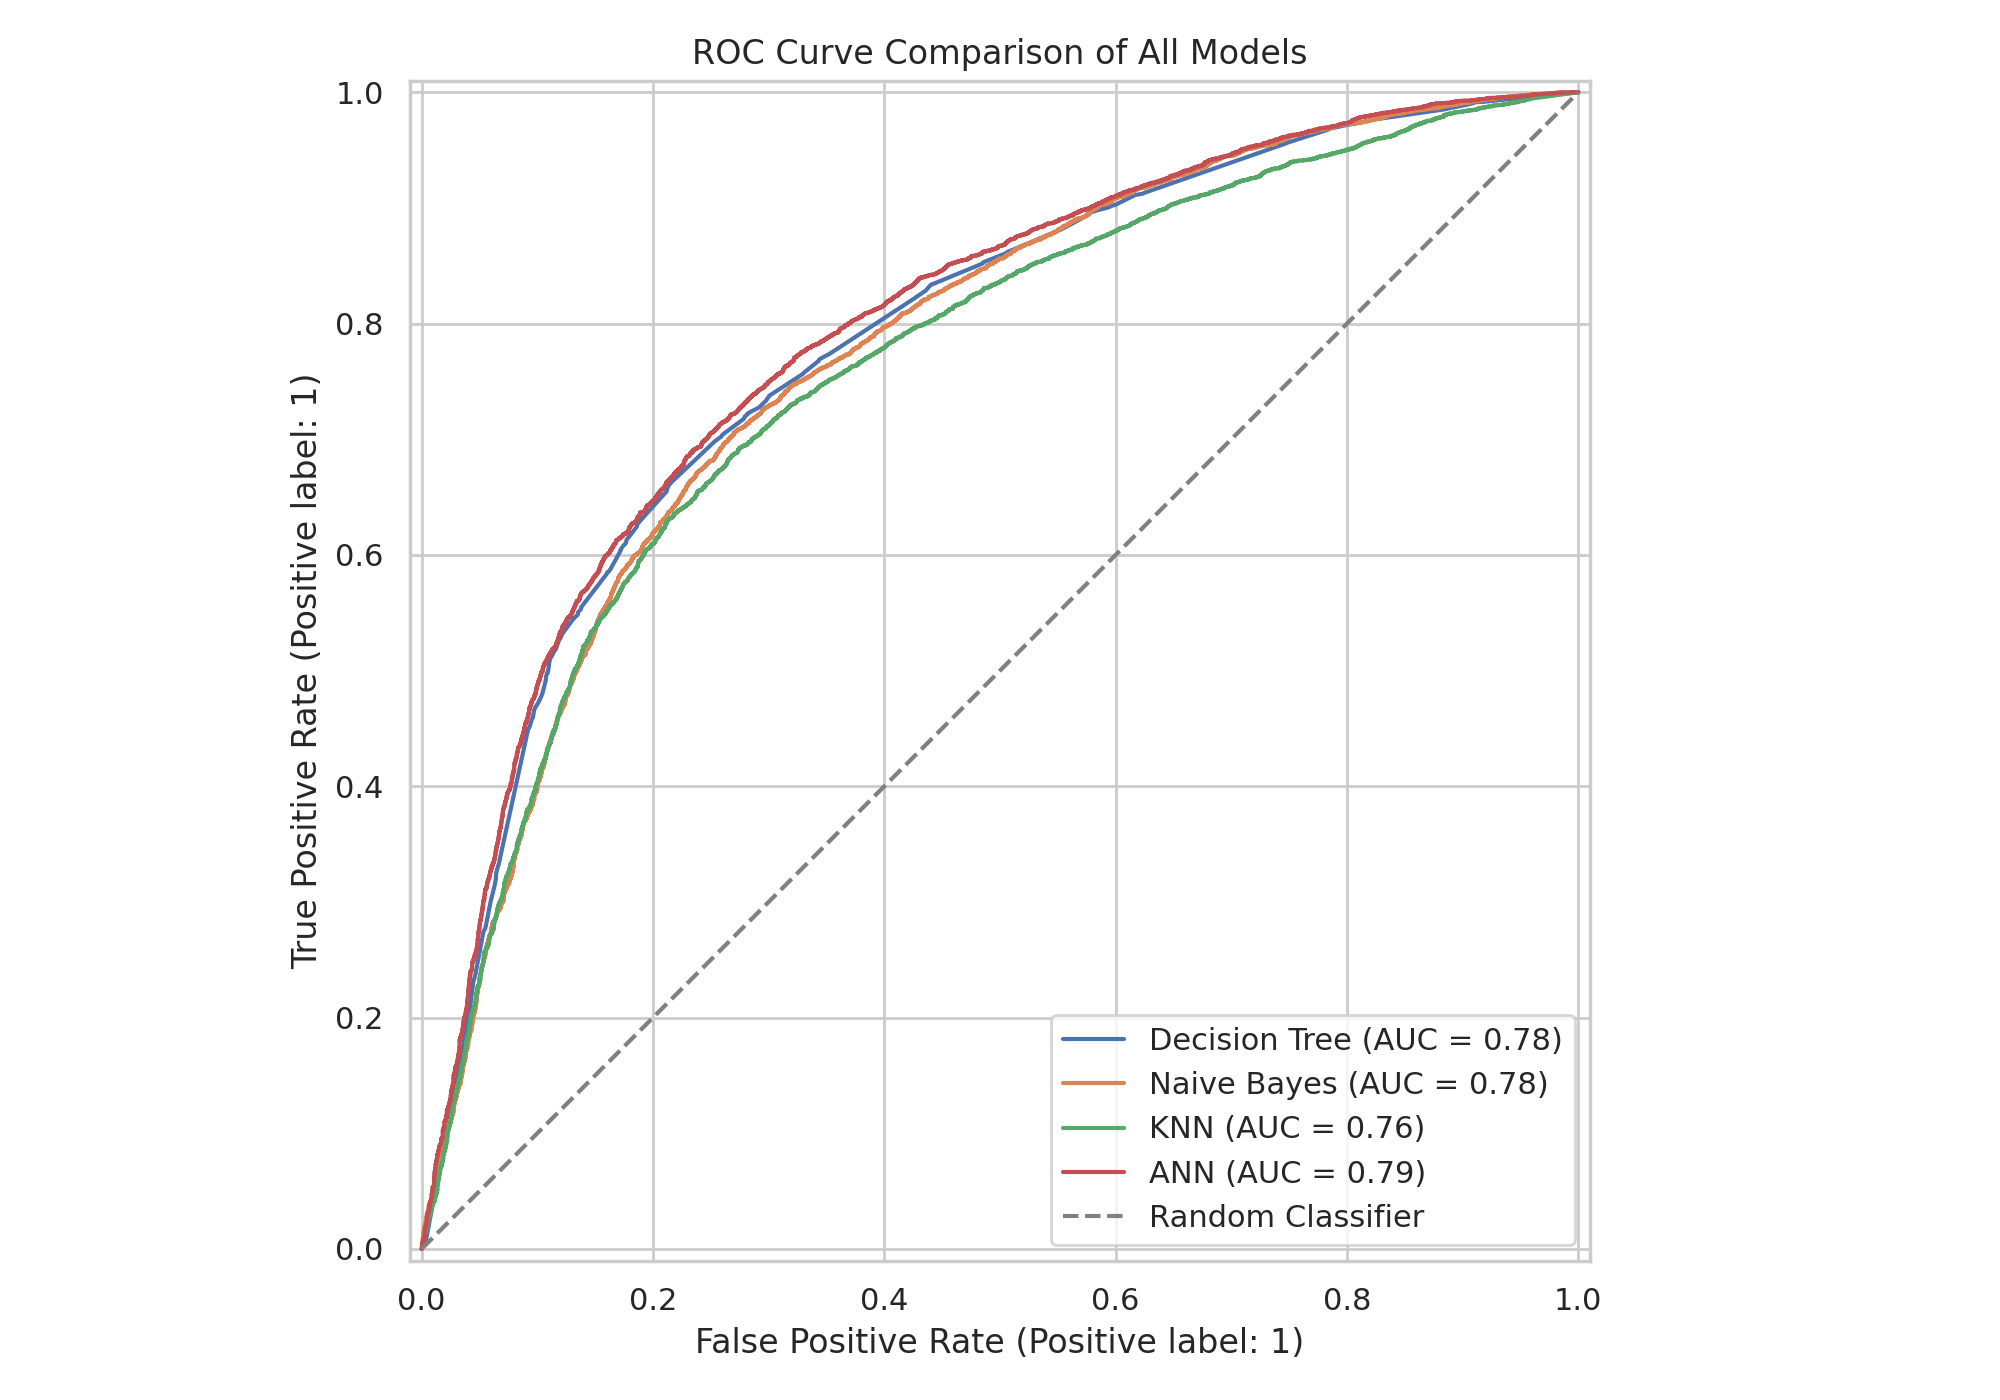 ROC Curve Comparison of All Models
True Positive Rate (Positive label: 1)
1.0
0.8
0.6
0.4
0.2
0.0
Decision Tree (AUC = 0.78)
Naive Bayes (AUC = 0.78)
KNN (AUC = 0.76)
ANN (AUC = 0.79)
Random Classifier
0.0 0.2 0.4 0.6 0.8 1.0
False Positive Rate (Positive label: 1)